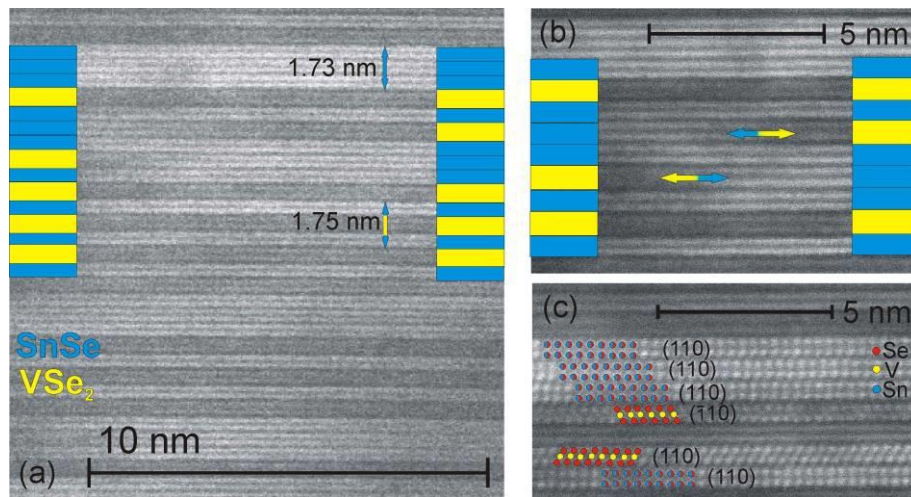 1.73 nm
1.75 nm
SnSe
VSe₂
10 nm
(a)
(b)
5 nm
(c)
5 nm
(110)
(110)
(110)
(110)
(110)
(110)
Se
V
Sn